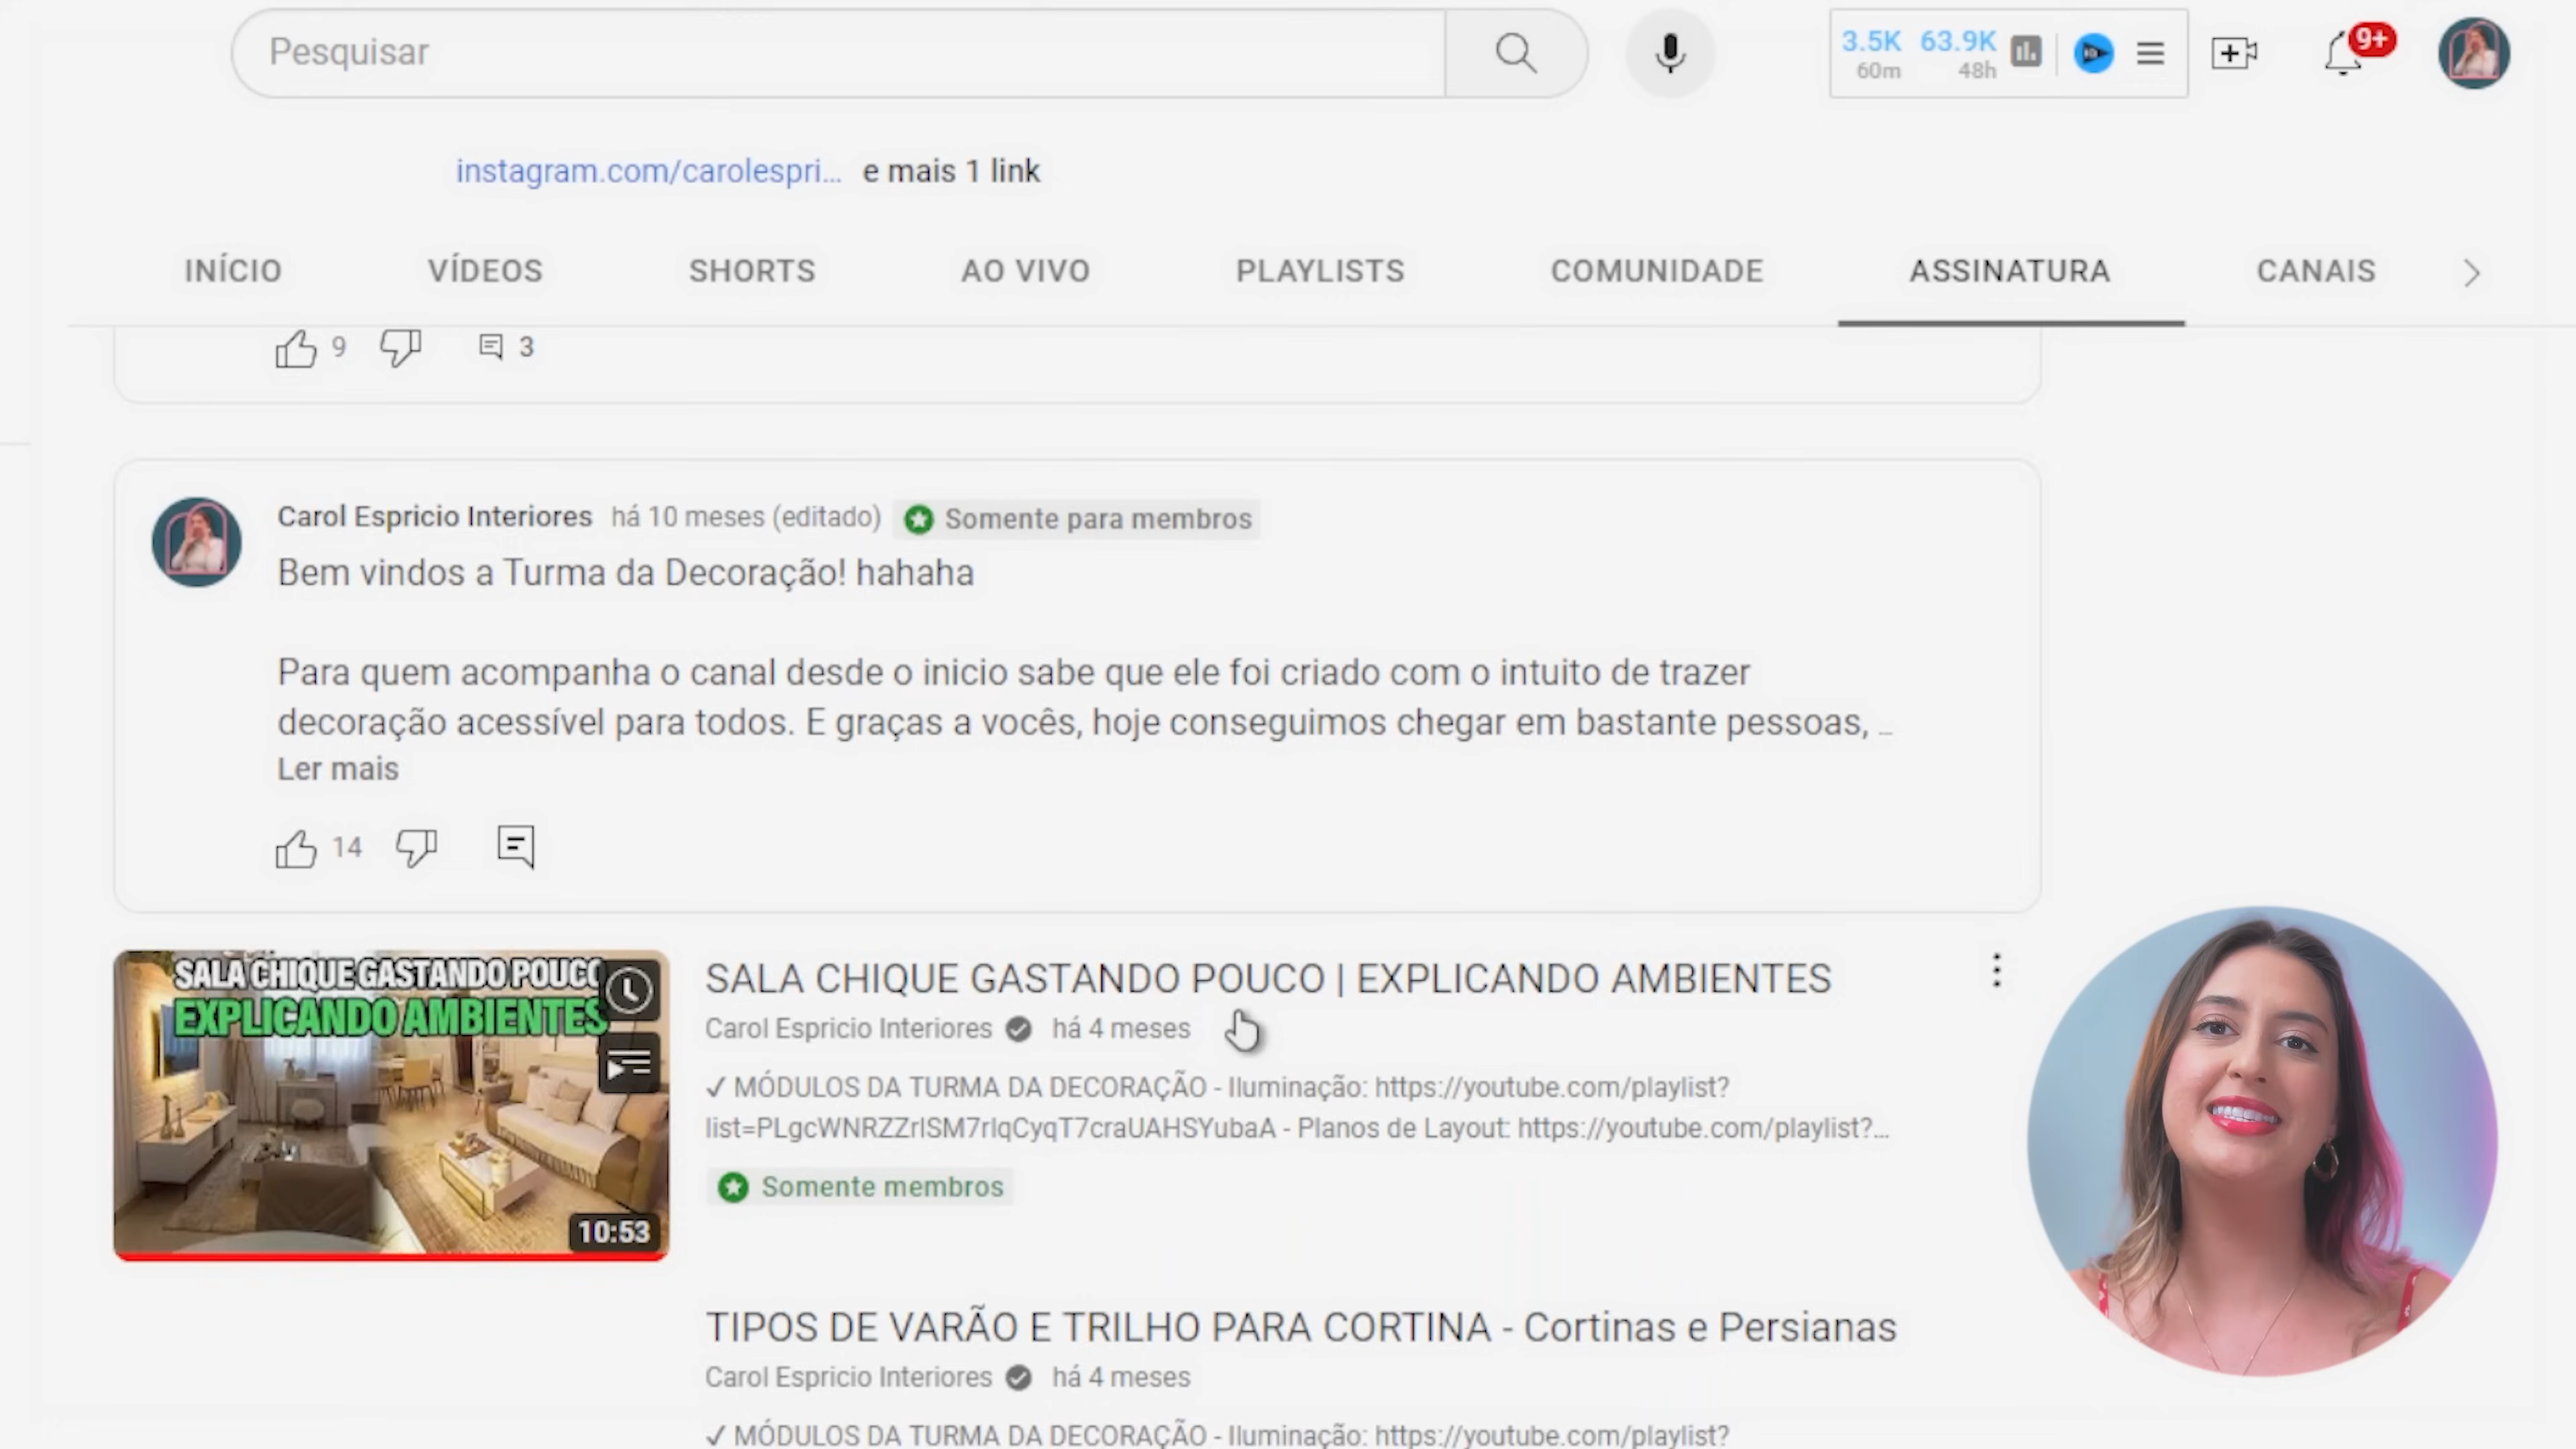 Pesquisar
3.5K 63.9K
60m 48h
9+
instagram.com/carolespri... e mais 1 link
INÍCIO VÍDEOS SHORTS AO VIVO PLAYLISTS COMUNIDADE ASSINATURA CANAIS
9 3
Carol Espricio Interiores há 10 meses (editado) Somente para membros
Bem vindos a Turma da Decoração! hahaha
Para quem acompanha o canal desde o inicio sabe que ele foi criado com o intuito de trazer
decoração acessível para todos. E graças a vocês, hoje conseguimos chegar em bastante pessoas, ...
Ler mais
14
SALA CHIQUE GASTANDO POUCO
EXPLICANDO AMBIENTES
10:53
SALA CHIQUE GASTANDO POUCO | EXPLICANDO AMBIENTES
Carol Espricio Interiores há 4 meses
✓ MÓDULOS DA TURMA DA DECORAÇÃO - Iluminação: https://youtube.com/playlist?
list=PLgcWNRZZrISM7rIqCyqT7craUAHSYubaA - Planos de Layout: https://youtube.com/playlist?...
Somente membros
TIPOS DE VARÃO E TRILHO PARA CORTINA - Cortinas e Persianas
Carol Espricio Interiores há 4 meses
✓ MÓDULOS DA TURMA DA DECORAÇÃO - Iluminação: https://youtube.com/playlist?